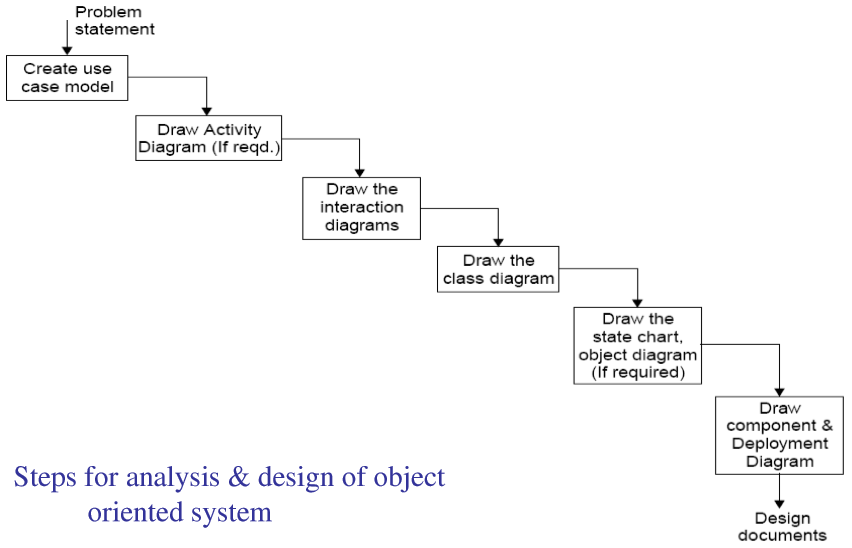 Problem
statement
Create use
case model
Draw Activity
Diagram (If reqd.)
Draw the
interaction
diagrams
Draw the
class diagram
Draw the
state chart,
object diagram
(If required)
Draw
component &
Deployment
Diagram
Design
documents
Steps for analysis & design of object
oriented system